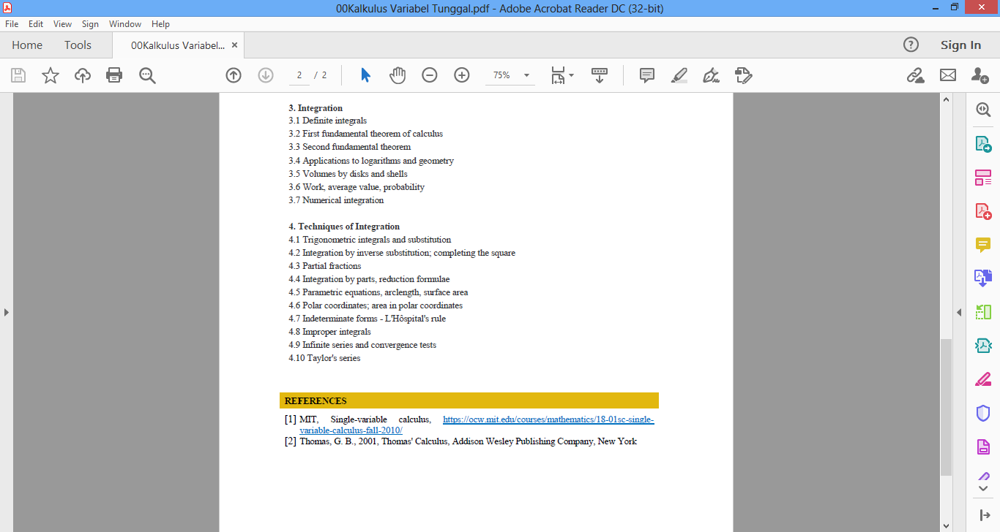 00Kalkulus Variabel Tunggal.pdf - Adobe Acrobat Reader DC (32-bit)
File Edit View Sign Window Help
Home Tools 00Kalkulus Variabel... × Sign In
2 / 2 75%
3. Integration
3.1 Definite integrals
3.2 First fundamental theorem of calculus
3.3 Second fundamental theorem
3.4 Applications to logarithms and geometry
3.5 Volumes by disks and shells
3.6 Work, average value, probability
3.7 Numerical integration
4. Techniques of Integration
4.1 Trigonometric integrals and substitution
4.2 Integration by inverse substitution; completing the square
4.3 Partial fractions
4.4 Integration by parts, reduction formulae
4.5 Parametric equations, arclength, surface area
4.6 Polar coordinates; area in polar coordinates
4.7 Indeterminate forms - L'Hôspital's rule
4.8 Improper integrals
4.9 Infinite series and convergence tests
4.10 Taylor's series
REFERENCES
[1] MIT, Single-variable calculus, https://ocw.mit.edu/courses/mathematics/18-01sc-single-
variable-calculus-fall-2010/
[2] Thomas, G. B., 2001, Thomas' Calculus, Addison Wesley Publishing Company, New York